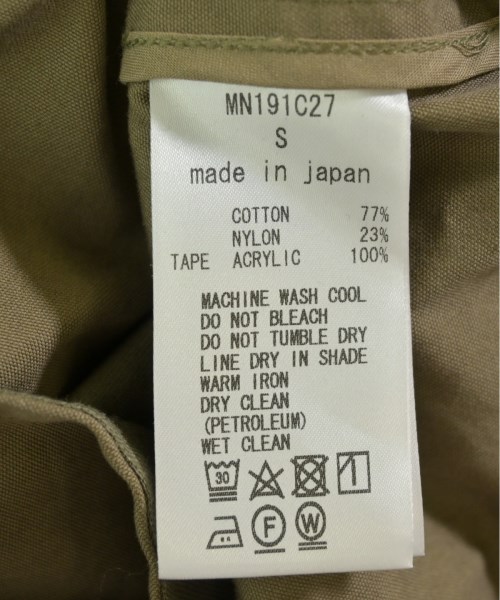 MN191C27
S
made in japan
COTTON 77%
NYLON 23%
TAPE ACRYLIC 100%
MACHINE WASH COOL
DO NOT BLEACH
DO NOT TUMBLE DRY
LINE DRY IN SHADE
WARM IRON
DRY CLEAN
(PETROLEUM)
WET CLEAN
30
F W